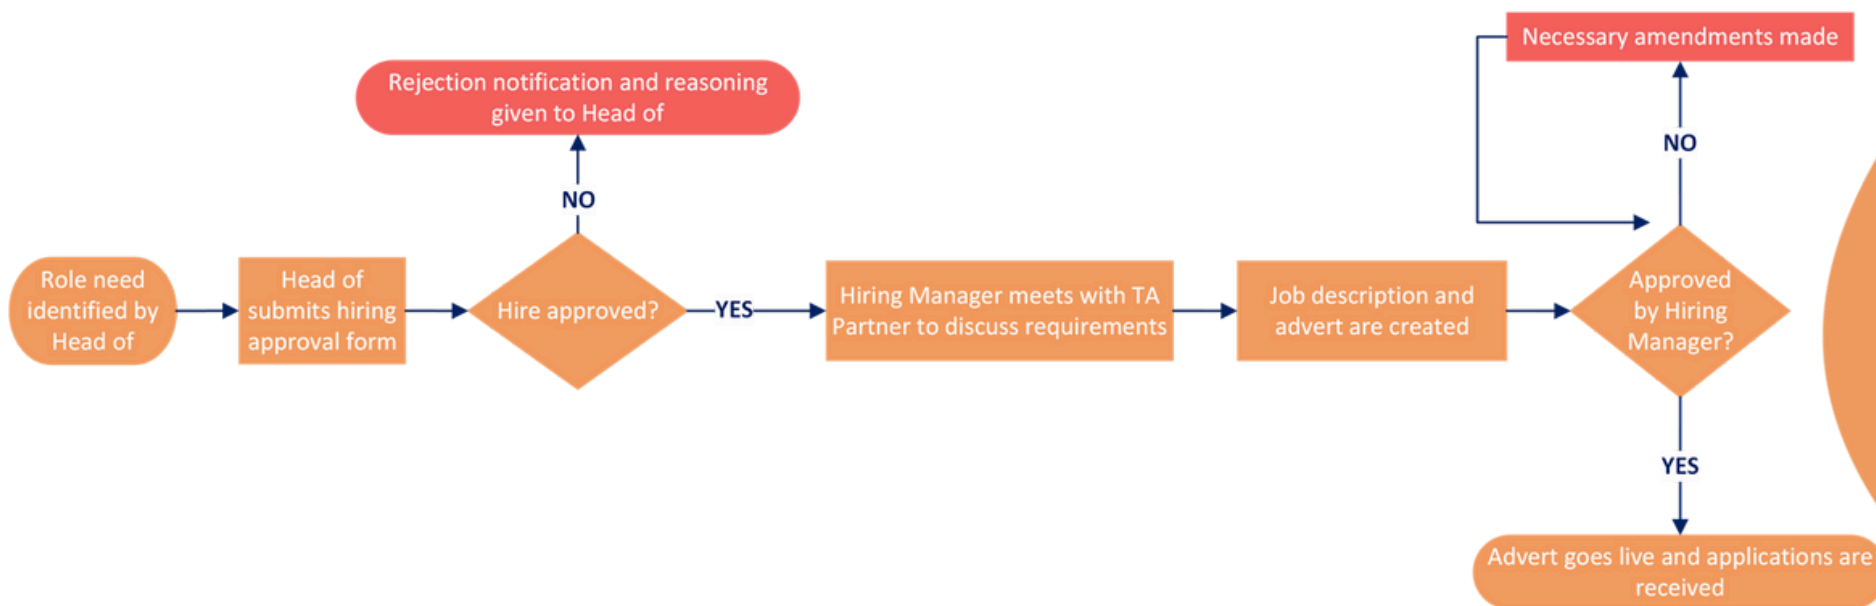 Necessary amendments made
Rejection notification and reasoning
given to Head of
NO
NO
Role need
identified by
Head of
Head of
submits hiring
approval form
Hire approved?
YES
Hiring Manager meets with TA
Partner to discuss requirements
Job description and
advert are created
Approved
by Hiring
Manager?
YES
Advert goes live and applications are
received